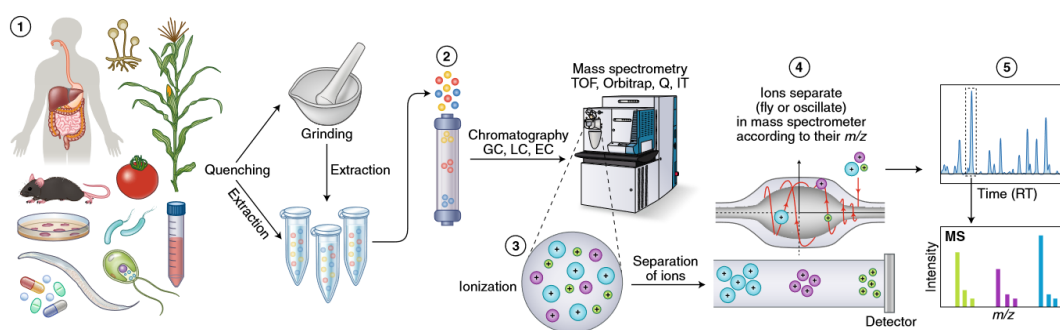 1
Quenching
Grinding
Extraction
Extraction
2
Chromatography
GC, LC, EC
Mass spectrometry
TOF, Orbitrap, Q, IT
3
Ionization
+
Separation
of ions
4
Ions separate
(fly or oscillate)
in mass spectrometer
according to their m/z
Detector
5
Time (RT)
MS
Intensity
m/z